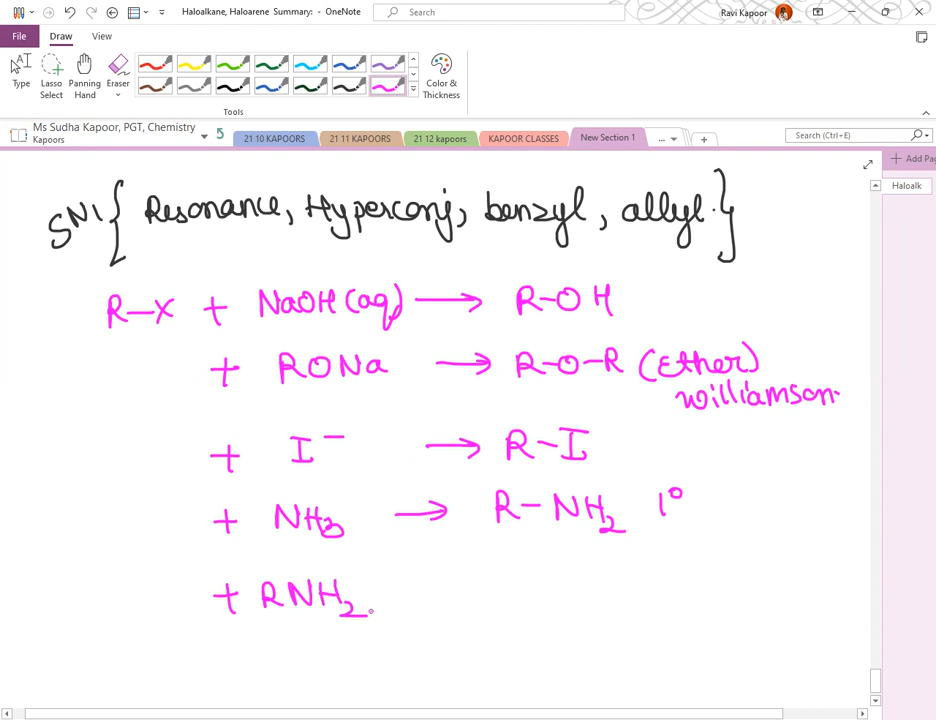 Haloalkane, Haloarene Summary: - OneNote
Search
Ravi Kapoor
File
Draw
View
Type
Lasso Select
Panning Hand
Eraser
Color & Thickness
Tools
Ms Sudha Kapoor, PGT, Chemistry
Kapoors
21 10 KAPOORS
21 11 KAPOORS
21 12 kapoors
KAPOOR CLASSES
New Section 1
...
Search (Ctrl+E)
Add Pa
Haloalk
SN1 { Resonance, Hyperconj, benzyl, allyl. }
R-X + NaOH(aq) → R-OH
+ RONa → R-O-R (Ether)
Williamson
+ I⁻ → R-I
+ NH3 → R-NH2 1°
+ RNH2